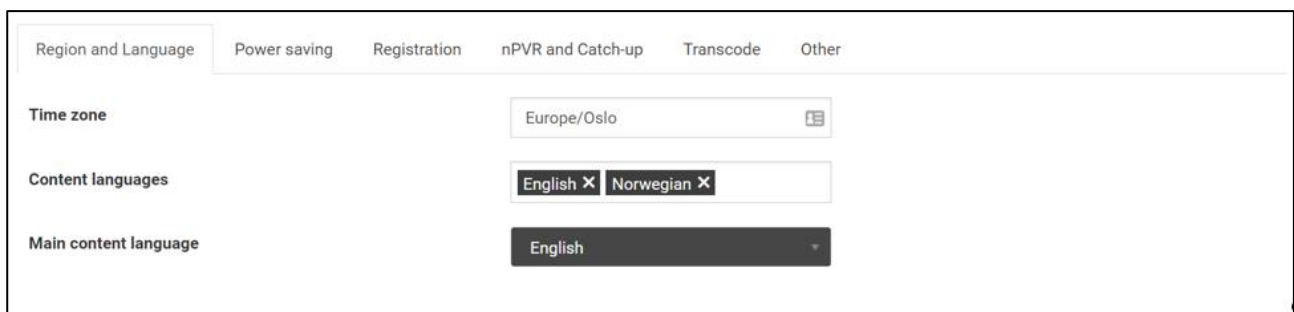 Region and Language Power saving Registration nPVR and Catch-up Transcode Other
Time zone Europe/Oslo
Content languages English × Norwegian ×
Main content language English